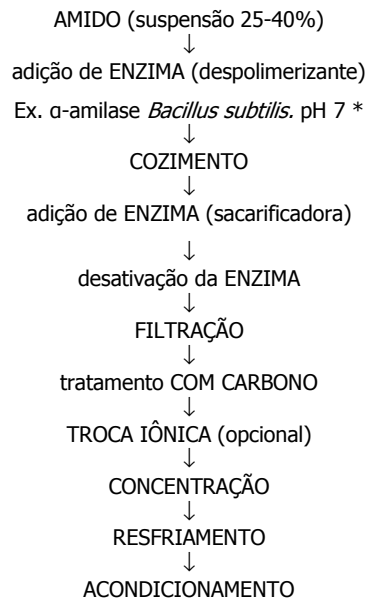 AMIDO (suspensão 25-40%)
↓
adição de ENZIMA (despolimerizante)
Ex. α-amilase Bacillus subtilis. pH 7 *
↓
COZIMENTO
↓
adição de ENZIMA (sacarificadora)
↓
desativação da ENZIMA
↓
FILTRAÇÃO
↓
tratamento COM CARBONO
↓
TROCA IÔNICA (opcional)
↓
CONCENTRAÇÃO
↓
RESFRIAMENTO
↓
ACONDICIONAMENTO